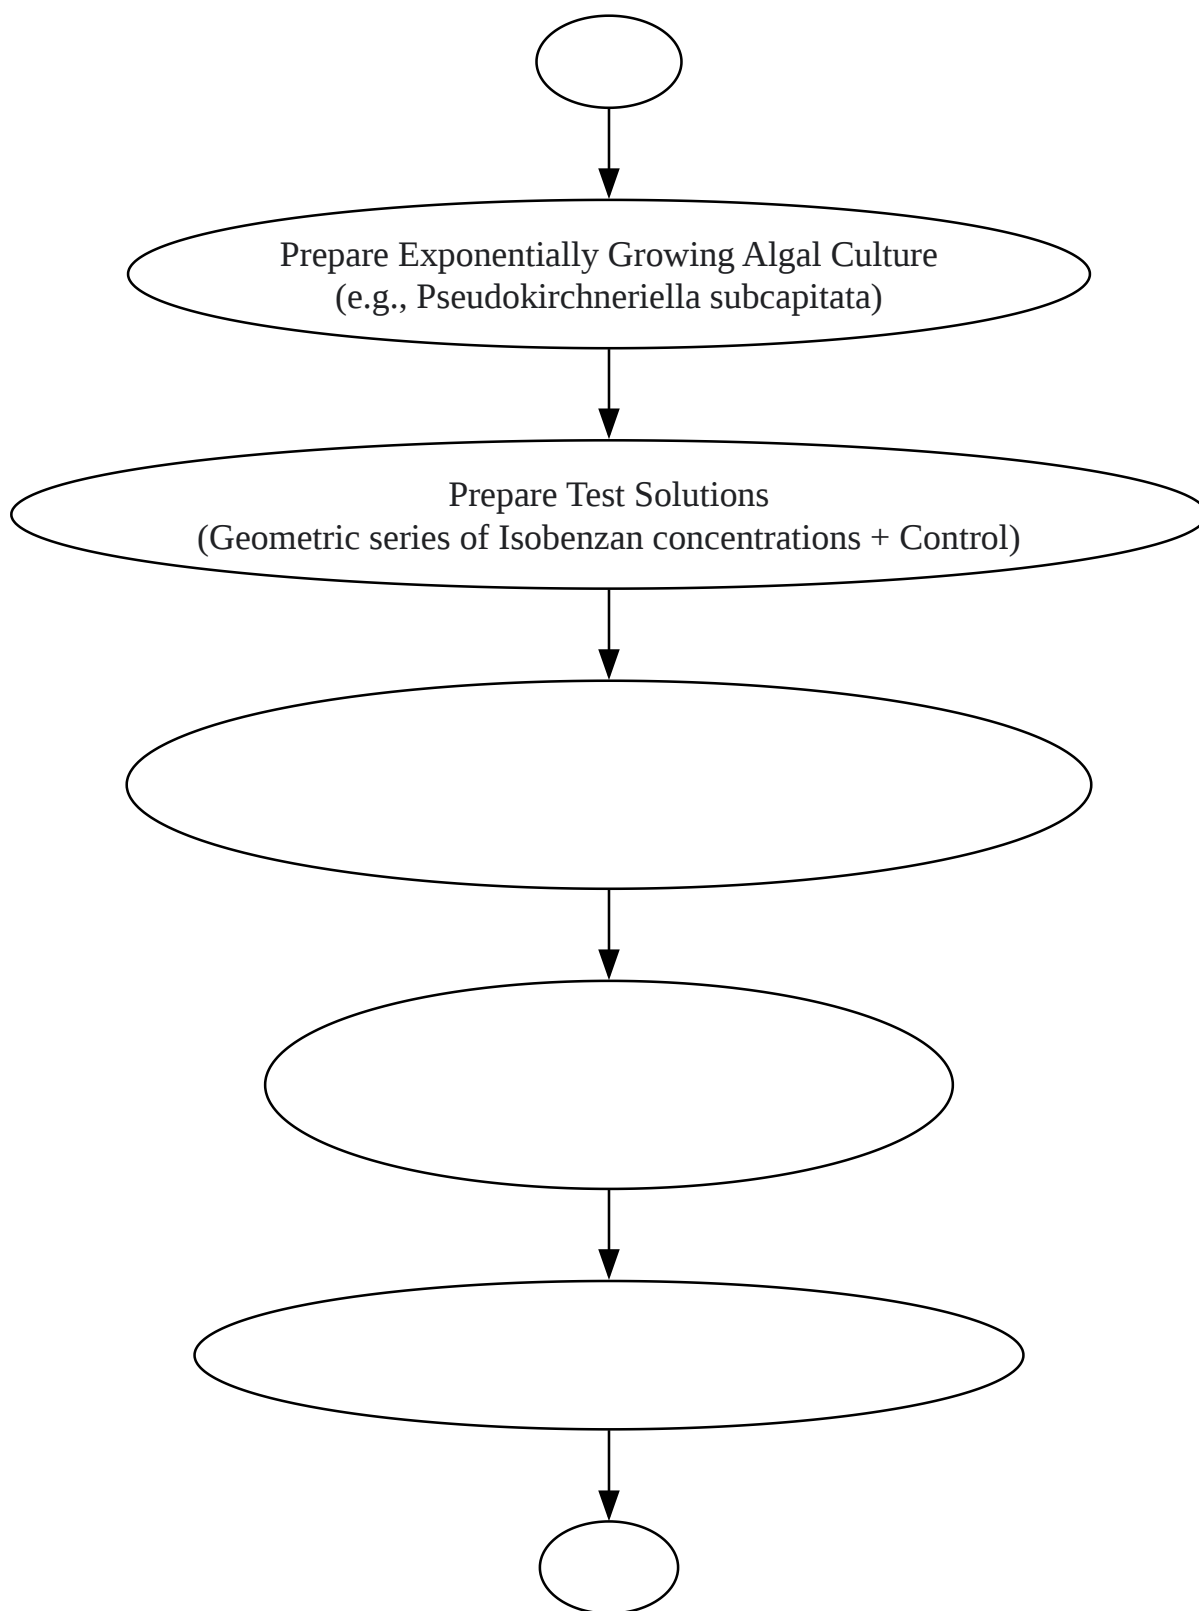 Prepare Exponentially Growing Algal Culture
(e.g., Pseudokirchneriella subcapitata)
Prepare Test Solutions
(Geometric series of Isobenzan concentrations + Control)